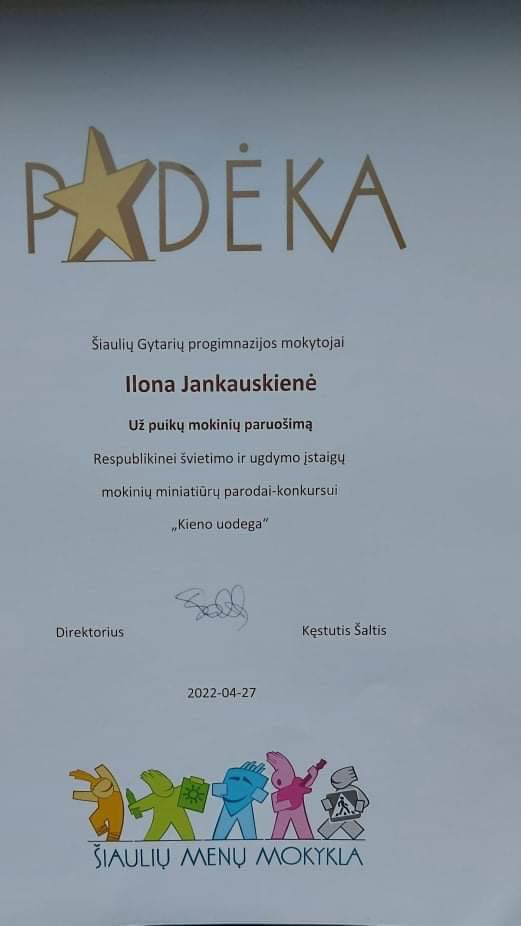 PADĖKA
Šiaulių Gytarių progimnazijos mokytojai
Ilona Jankauskienė
Už puikų mokinių paruošimą
Respublikinei švietimo ir ugdymo įstaigų
mokinių miniatiūrų parodai-konkursui
„Kieno uodega“
Direktorius Kęstutis Šaltis
2022-04-27
ŠIAULIŲ MENŲ MOKYKLA